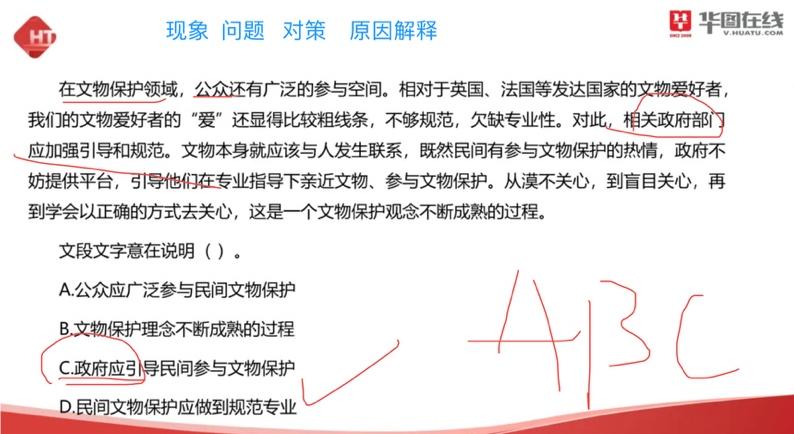 HT
现象 问题 对策 原因解释
华图在线
V.HUATU.COM
在文物保护领域，公众还有广泛的参与空间。相对于英国、法国等发达国家的文物爱好者，
我们的文物爱好者的“爱”还显得比较粗线条，不够规范，欠缺专业性。对此，相关政府部门
应加强引导和规范。文物本身就应该与人发生联系，既然民间有参与文物保护的热情，政府不
妨提供平台，引导他们在专业指导下亲近文物、参与文物保护。从漠不关心，到盲目关心，再
到学会以正确的方式去关心，这是一个文物保护观念不断成熟的过程。
文段文字意在说明（ ）。
A.公众应广泛参与民间文物保护
B.文物保护理念不断成熟的过程
C.政府应引导民间参与文物保护
D.民间文物保护应做到规范专业
ABC